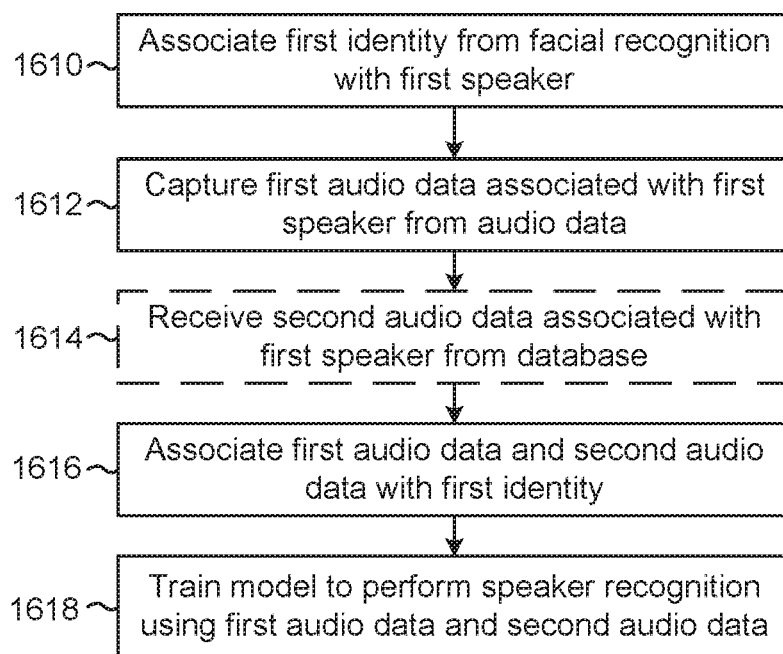 1610
Associate first identity from facial recognition
with first speaker
1612
Capture first audio data associated with first
speaker from audio data
1614
Receive second audio data associated with
first speaker from database
1616
Associate first audio data and second audio
data with first identity
1618
Train model to perform speaker recognition
using first audio data and second audio data